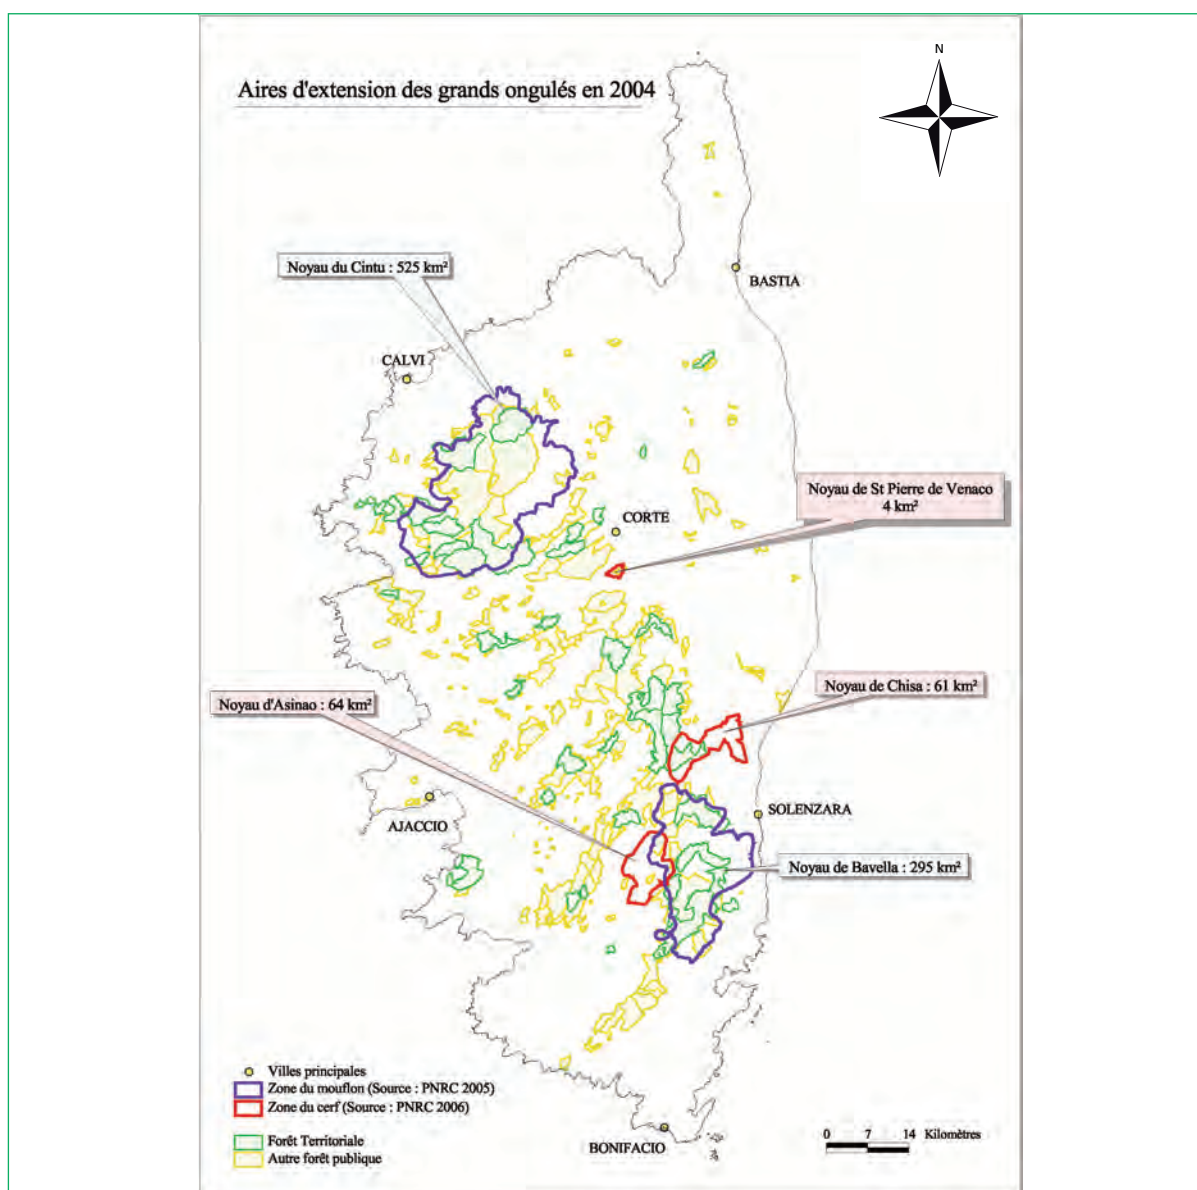 Aires d'extension des grands ongulés en 2004
N
Noyau du Cintu : 525 km²
BASTIA
CALVI
Noyau de St Pierre de Venaco
4 km²
CORTE
Noyau de Chisa : 61 km²
Noyau d'Asinao : 64 km²
SOLENZARA
AJACCIO
Noyau de Bavella : 295 km²
Villes principales
Zone du mouflon (Source : PNRC 2005)
Zone du cerf (Source : PNRC 2006)
Forêt Territoriale
Autre forêt publique
BONIFACIO
0 7 14 Kilomètres